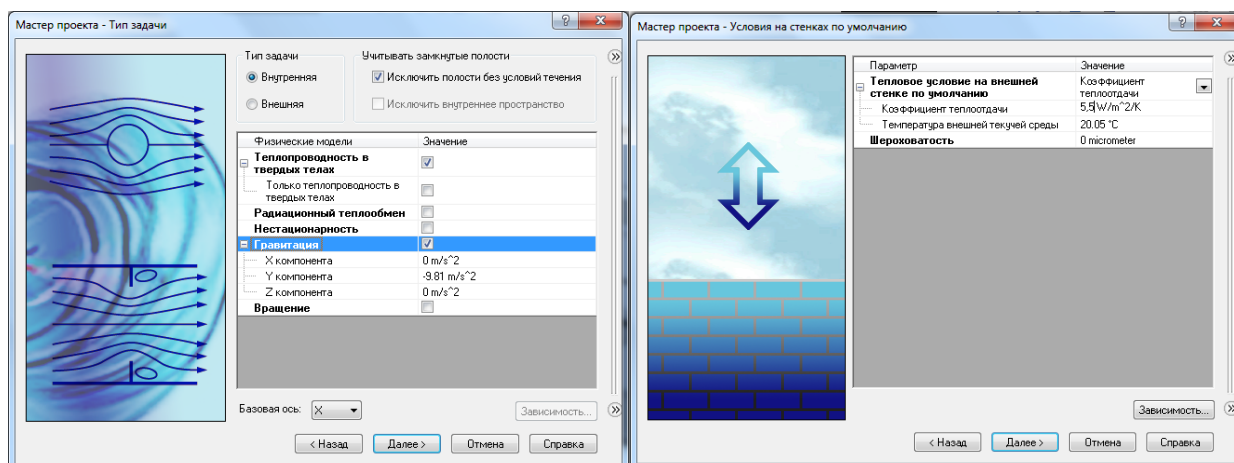 Мастер проекта - Тип задачи
Тип задачи
Внутренняя
Внешняя
Учитывать замкнутые полости
Исключить полости без условий течения
Исключить внутреннее пространство
Физические модели Значение
Теплопроводность в
твердых телах
Только теплопроводность в
твердых телах
Радиационный теплообмен
Нестационарность
Гравитация
X компонента 0 m/s^2
Y компонента -9.81 m/s^2
Z компонента 0 m/s^2
Вращение
Базовая ось: X
Зависимость...
< Назад Далее > Отмена Справка
Мастер проекта - Условия на стенках по умолчанию
Параметр Значение
Тепловое условие на внешней Коэффициент
стенке по умолчанию теплоотдачи
Коэффициент теплоотдачи 5,5 W/m^2/K
Температура внешней текучей среды 20.05 °C
Шероховатость 0 micrometer
Зависимость...
< Назад Далее > Отмена Справка